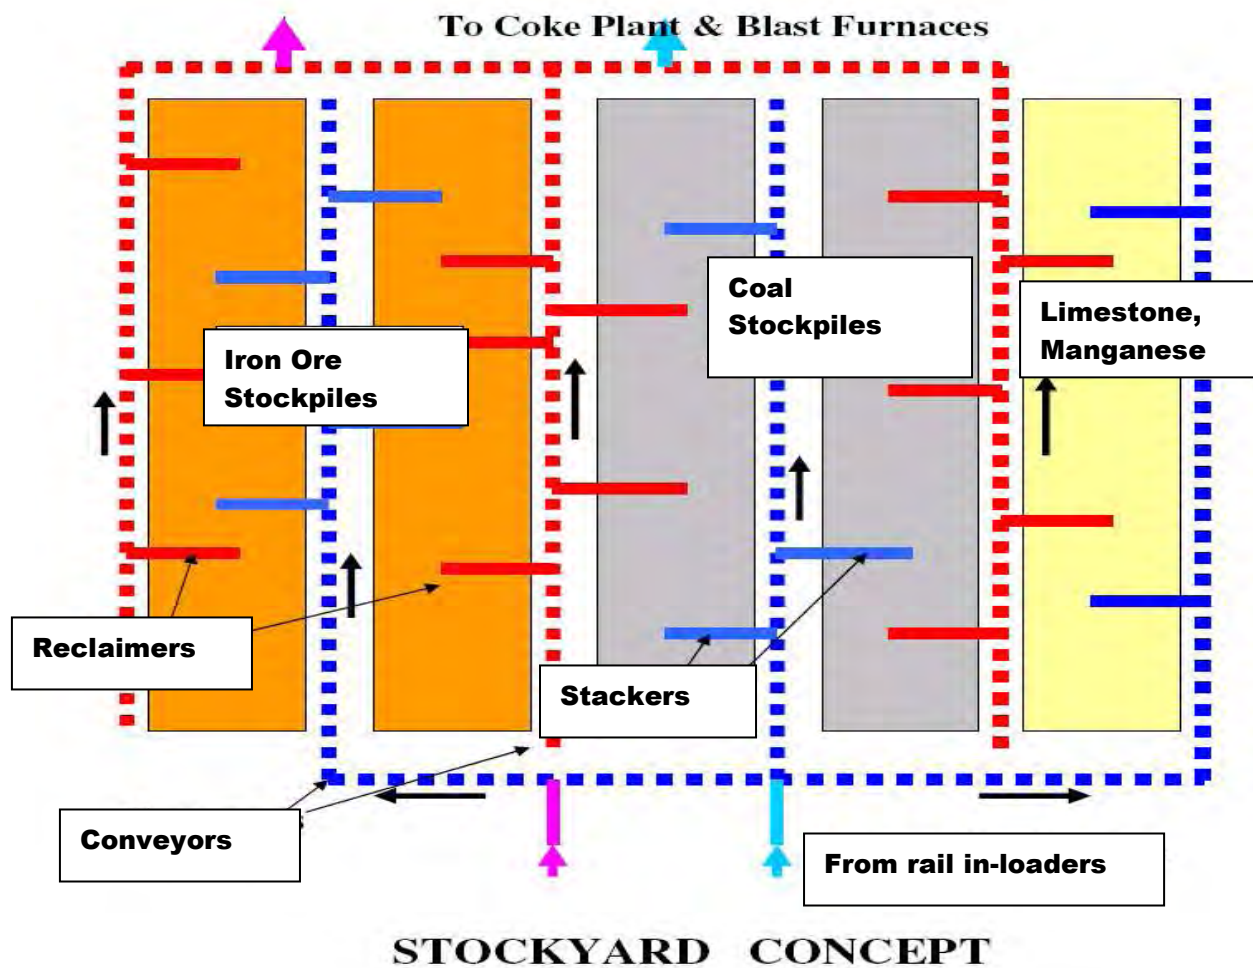 To Coke Plant & Blast Furnaces
Coal
Stockpiles
Limestone,
Manganese
Iron Ore
Stockpiles
Reclaimers
Stackers
Conveyors
From rail in-loaders
STOCKYARD CONCEPT